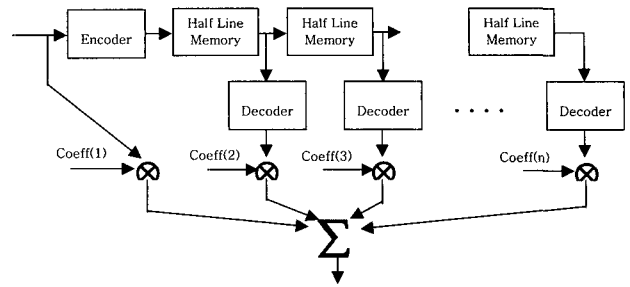 Encoder
Half Line
Memory
Half Line
Memory
Half Line
Memory
Decoder
Decoder
. . . .
Decoder
Coeff(1)
Coeff(2)
Coeff(3)
Coeff(n)
Σ